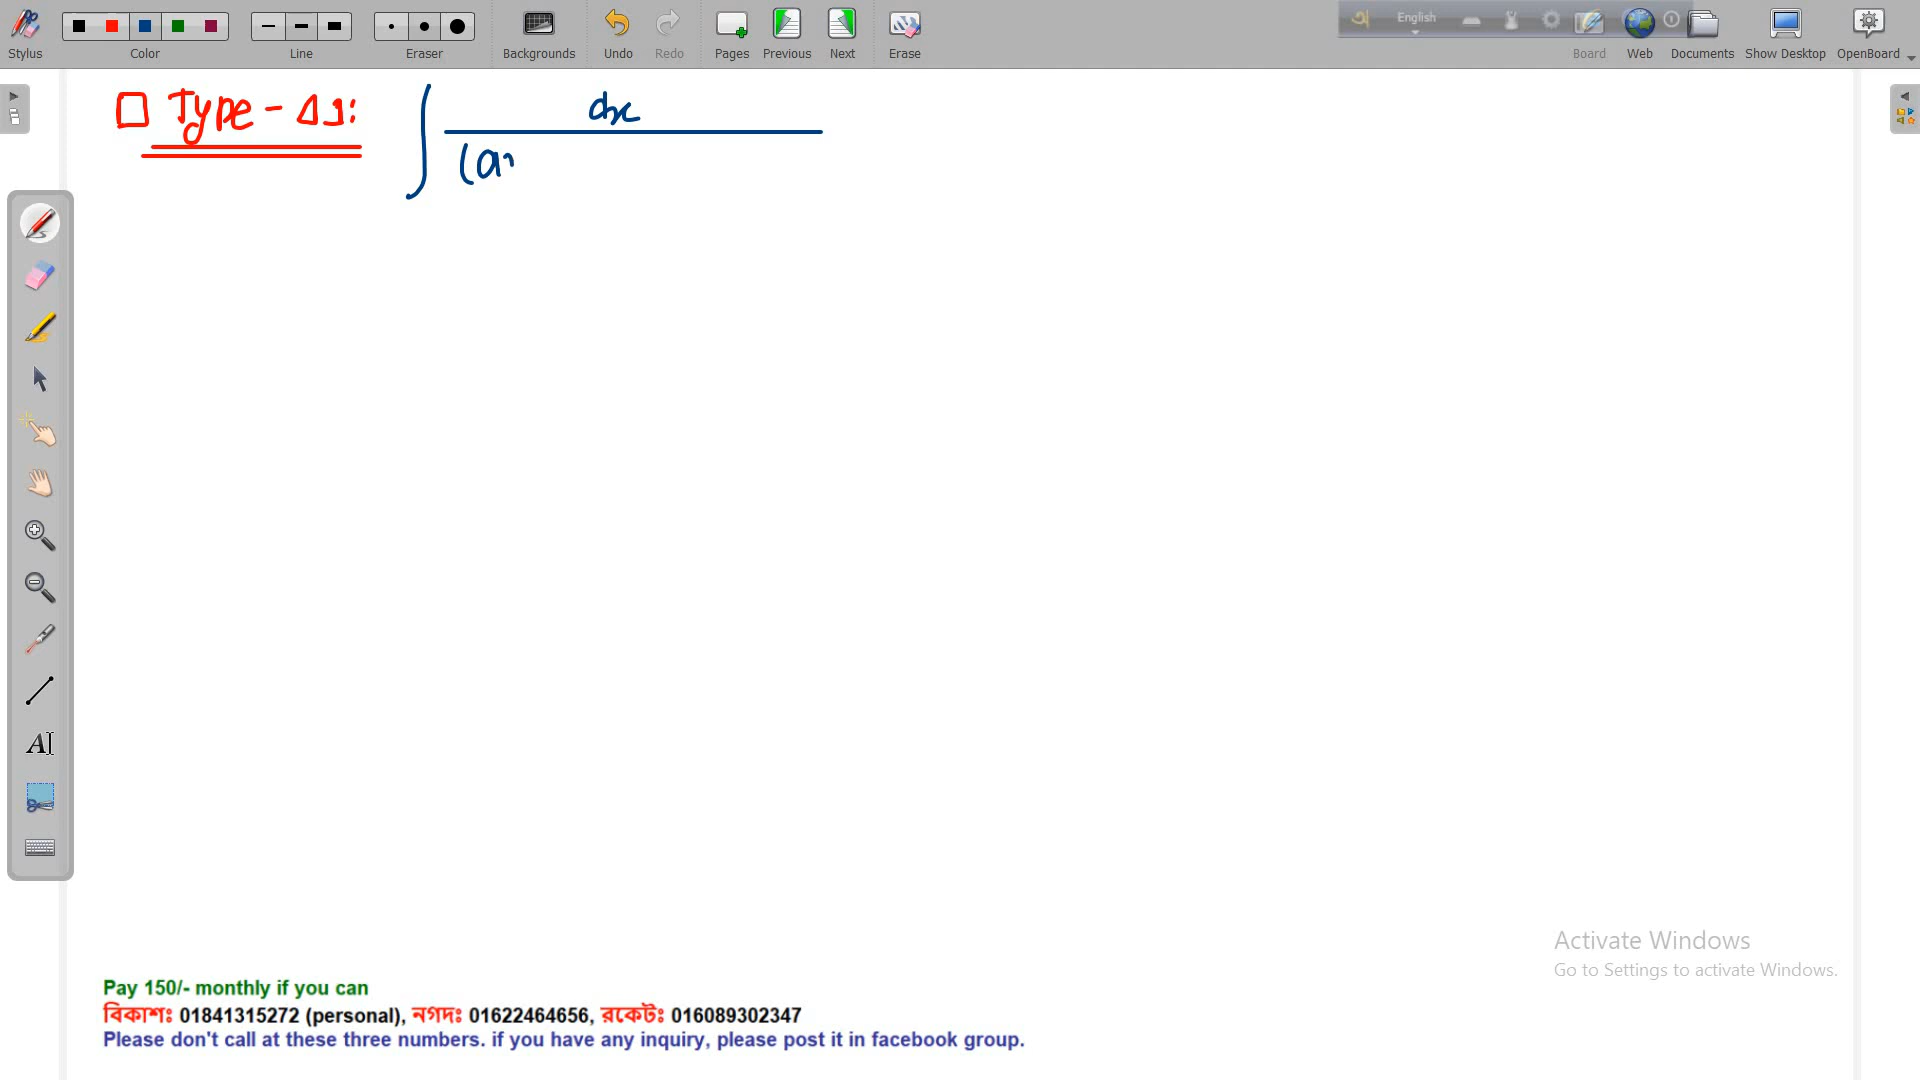 Stylus Color Line Eraser Backgrounds Undo Redo Pages Previous Next Erase Board Web Documents Show Desktop OpenBoard
English
□ Type - 11:
∫ dx
(a
Activate Windows
Go to Settings to activate Windows.
Pay 150/- monthly if you can
বিকাশঃ 01841315272 (personal), নগদঃ 01622464656, রকেটঃ 016089302347
Please don't call at these three numbers. if you have any inquiry, please post it in facebook group.